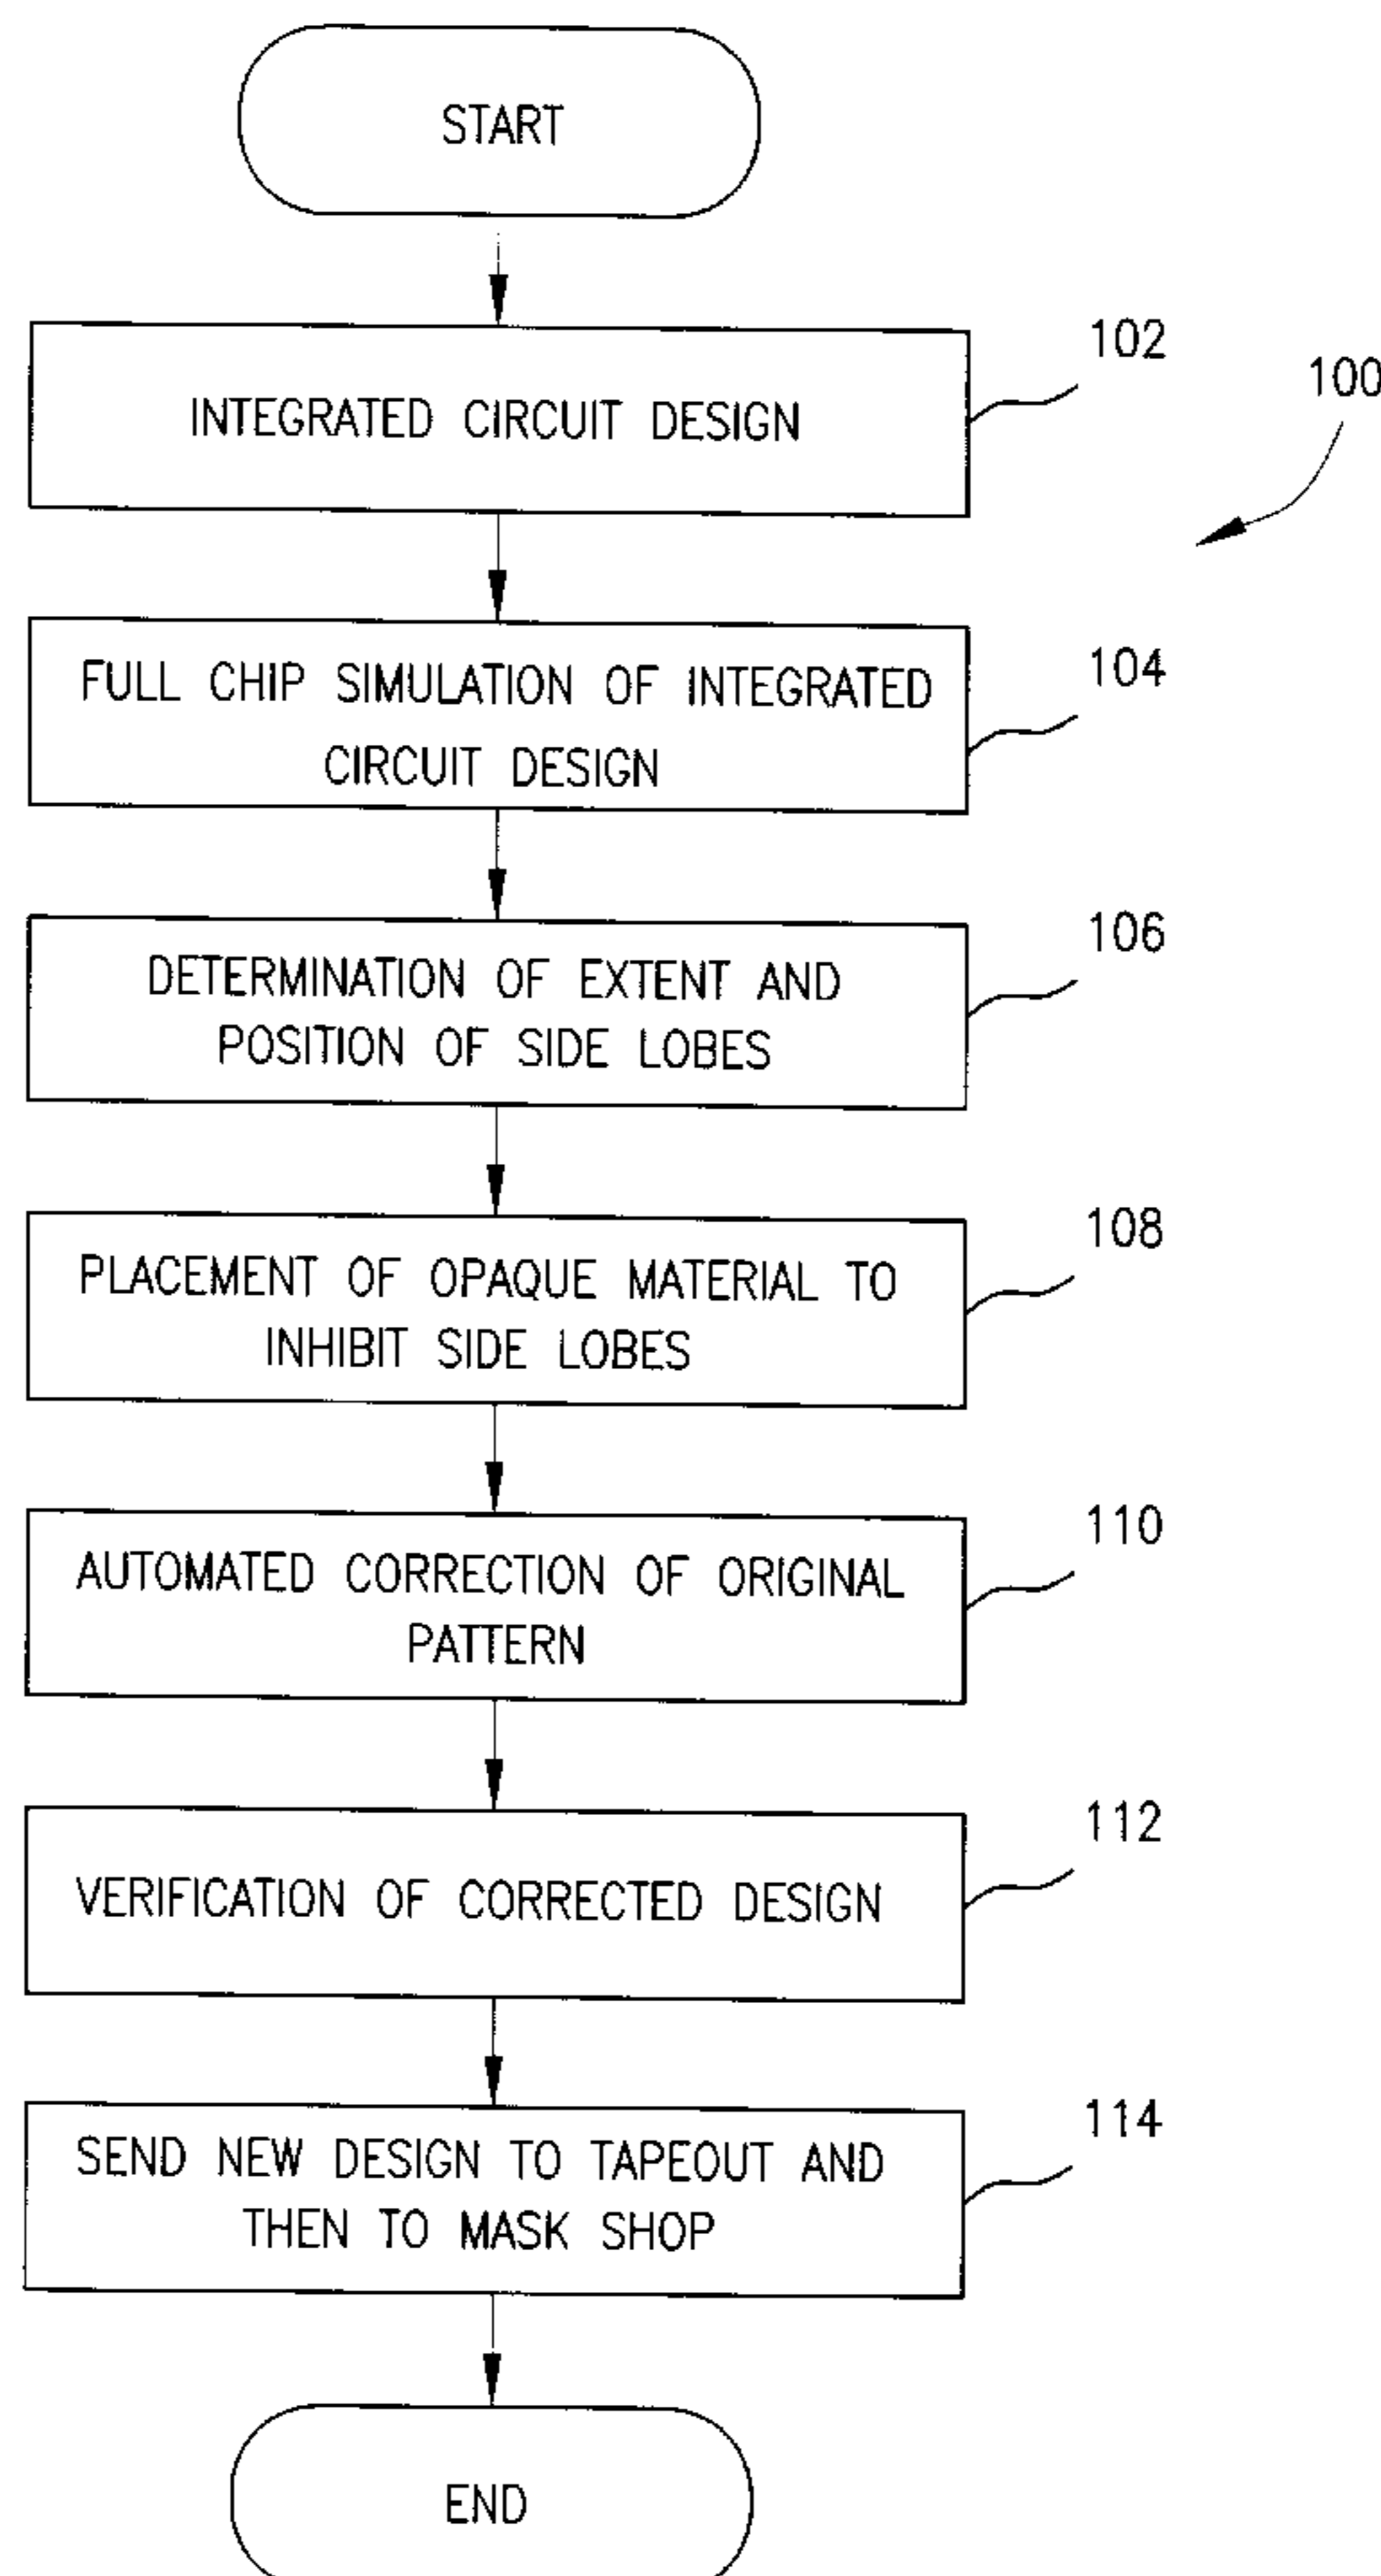 START
INTEGRATED CIRCUIT DESIGN
102
100
FULL CHIP SIMULATION OF INTEGRATED
CIRCUIT DESIGN
104
DETERMINATION OF EXTENT AND
POSITION OF SIDE LOBES
106
PLACEMENT OF OPAQUE MATERIAL TO
INHIBIT SIDE LOBES
108
AUTOMATED CORRECTION OF ORIGINAL
PATTERN
110
VERIFICATION OF CORRECTED DESIGN
112
SEND NEW DESIGN TO TAPEOUT AND
THEN TO MASK SHOP
114
END